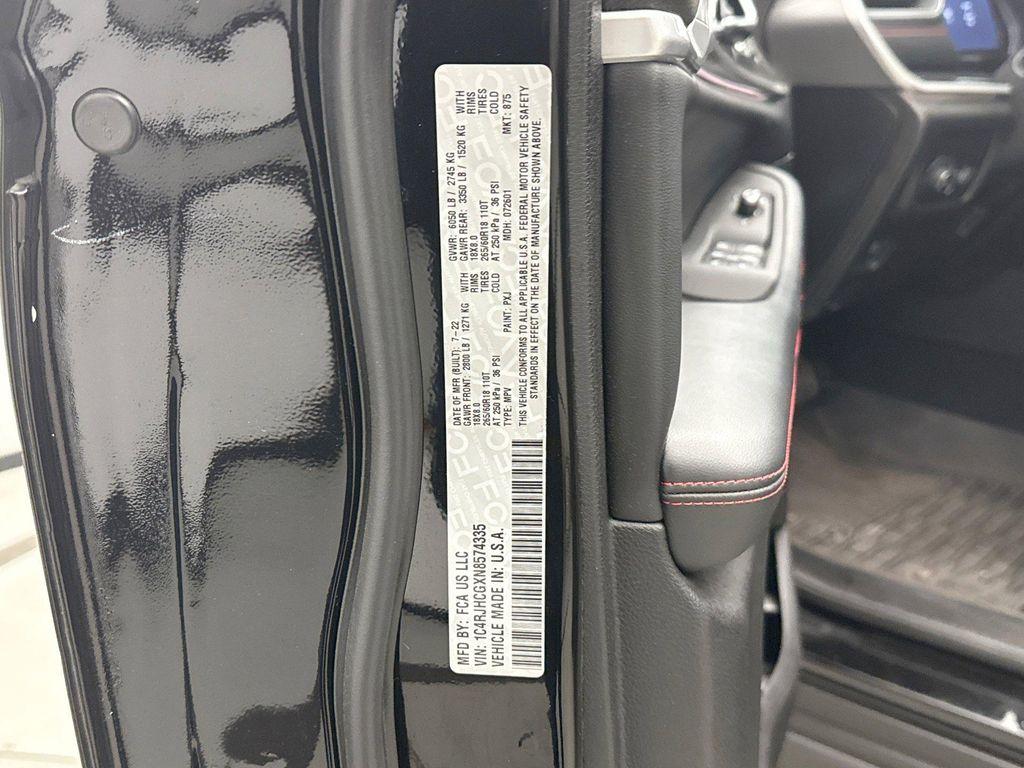 MFD BY: FCA US LLC
VIN: 1C4RJHCGXN8574335
VEHICLE MADE IN: U.S.A.
DATE OF MFR (BUILT): 7-22 GVWR: 6050 LB / 2745 KG
GAWR FRONT: 2800 LB / 1271 KG WITH GAWR REAR: 3350 LB / 1520 KG WITH
18X8.0 RIMS 18X8.0 RIMS
265/60R18 110T TIRES 265/60R18 110T TIRES
AT 250 kPa / 36 PSI COLD AT 250 kPa / 36 PSI COLD
TYPE: MPV PAINT: PXJ MDH: 072601 MKT: 875
THIS VEHICLE CONFORMS TO ALL APPLICABLE U.S.A. FEDERAL MOTOR VEHICLE SAFETY
STANDARDS IN EFFECT ON THE DATE OF MANUFACTURE SHOWN ABOVE.